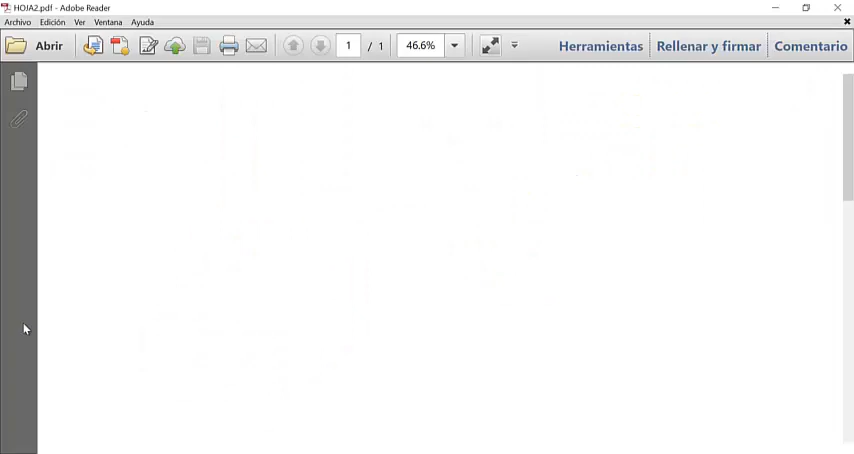 HOJA2.pdf - Adobe Reader
Archivo Edición Ver Ventana Ayuda
Abrir 1 / 1 46.6% Herramientas Rellenar y firmar Comentario